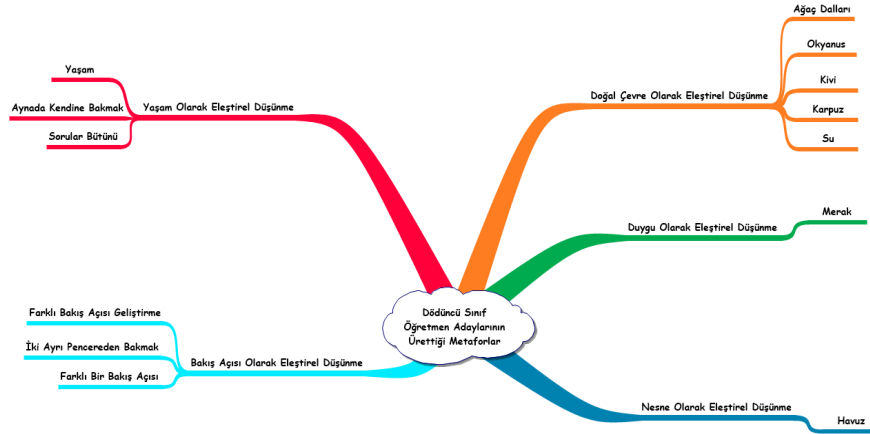 Dödüncü Sınıf
Öğretmen Adaylarının
Ürettiği Metaforlar
Yaşam Olarak Eleştirel Düşünme
Yaşam
Aynada Kendine Bakmak
Sorular Bütünü
Bakış Açısı Olarak Eleştirel Düşünme
Farklı Bakış Açısı Geliştirme
İki Ayrı Pencereden Bakmak
Farklı Bir Bakış Açısı
Doğal Çevre Olarak Eleştirel Düşünme
Ağaç Dalları
Okyanus
Kivi
Karpuz
Su
Duygu Olarak Eleştirel Düşünme
Merak
Nesne Olarak Eleştirel Düşünme
Havuz